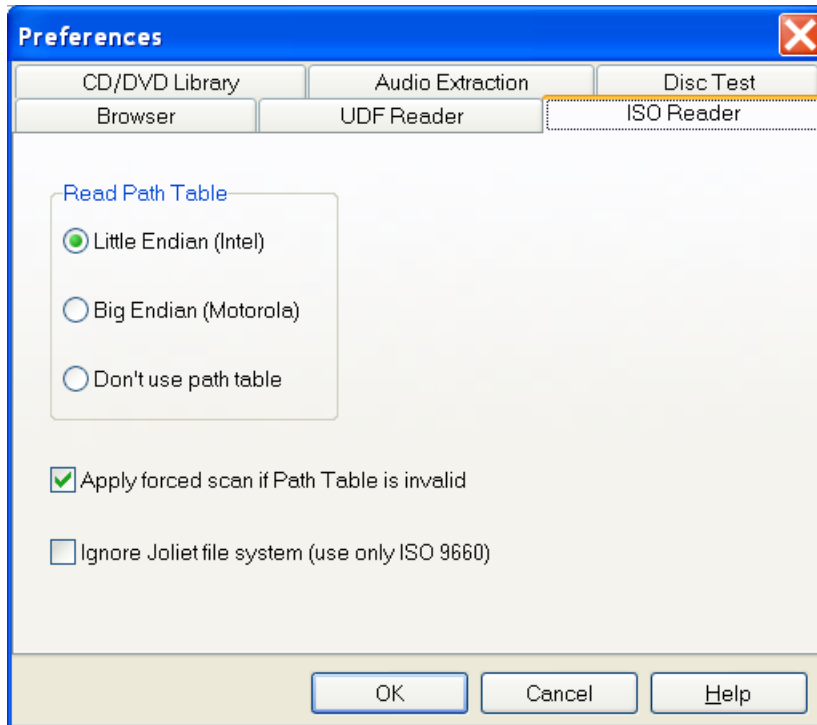 Preferences
CD/DVD Library Audio Extraction Disc Test
Browser UDF Reader ISO Reader
Read Path Table
Little Endian (Intel)
Big Endian (Motorola)
Don't use path table
Apply forced scan if Path Table is invalid
Ignore Joliet file system (use only ISO 9660)
OK Cancel Help